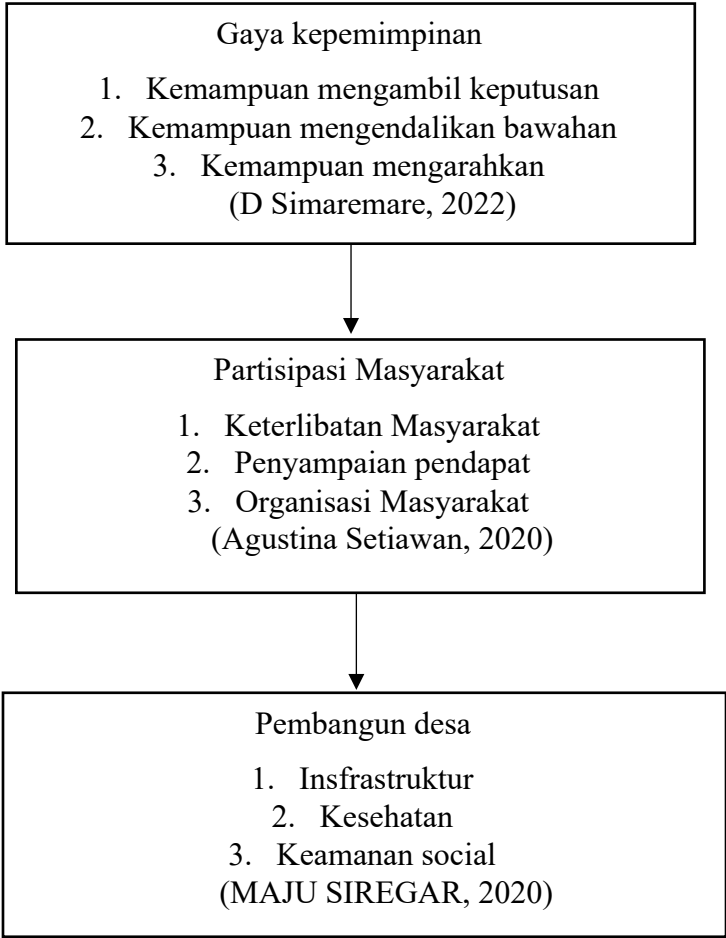 Gaya kepemimpinan
1. Kemampuan mengambil keputusan
2. Kemampuan mengendalikan bawahan
3. Kemampuan mengarahkan
(D Simaremare, 2022)
Partisipasi Masyarakat
1. Keterlibatan Masyarakat
2. Penyampaian pendapat
3. Organisasi Masyarakat
(Agustina Setiawan, 2020)
Pembangun desa
1. Insfrastruktur
2. Kesehatan
3. Keamanan social
(MAJU SIREGAR, 2020)